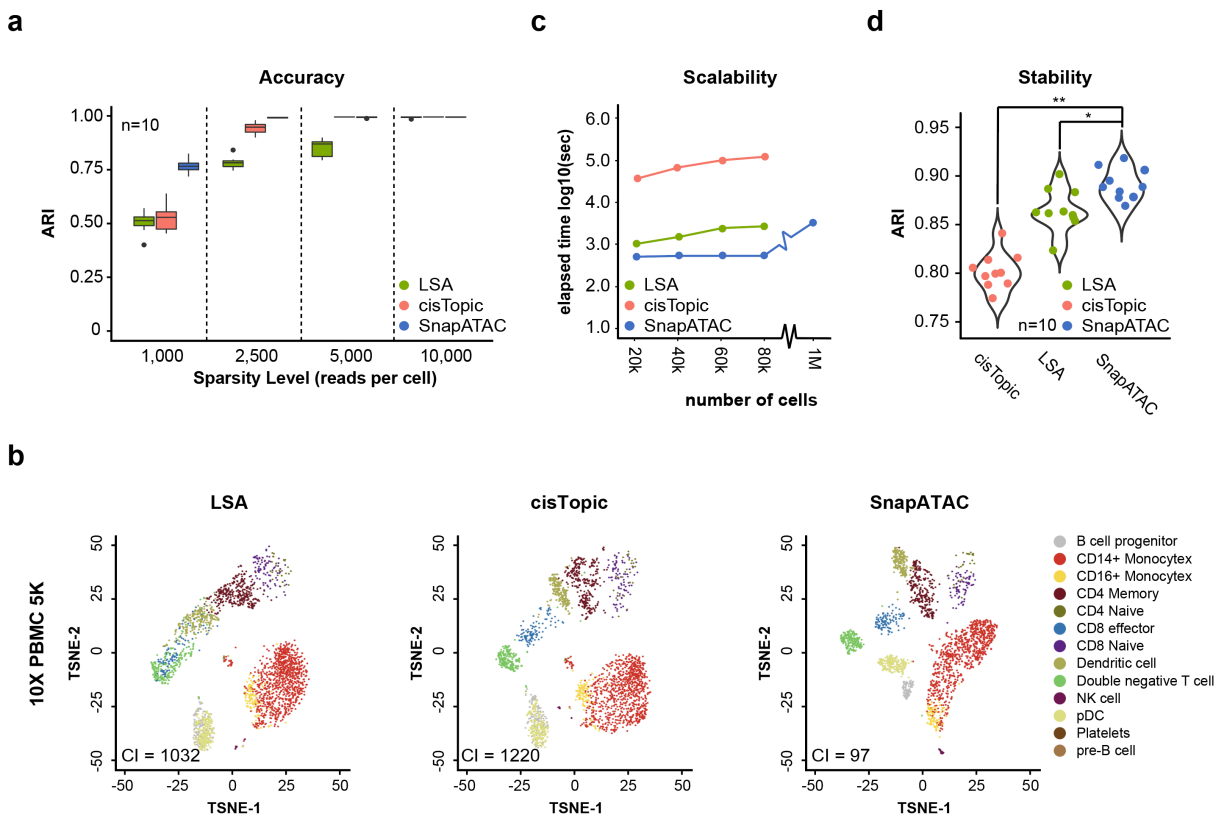 a
Accuracy
ARI
1.00
0.75
0.50
0.25
0
n=10
LSA
cisTopic
SnapATAC
1,000 2,500 5,000 10,000
Sparsity Level (reads per cell)
c
Scalability
elapsed time log10(sec)
6.0
5.0
4.0
3.0
2.0
1.0
LSA
cisTopic
SnapATAC
20k 40k 60k 80k 1M
number of cells
d
Stability
**
*
ARI
0.95
0.90
0.85
0.80
0.75
LSA
cisTopic
n=10 SnapATAC
cisTopic LSA SnapATAC
b
10X PBMC 5K
LSA
TSNE-2
50
25
0
-25
-50
CI = 1032
-50 -25 0 25 50
TSNE-1
cisTopic
TSNE-2
50
25
0
-25
-50
CI = 1220
-50 -25 0 25 50
TSNE-1
SnapATAC
TSNE-2
50
25
0
-25
-50
CI = 97
-50 -25 0 25 50
TSNE-1
B cell progenitor
CD14+ Monocytex
CD16+ Monocytex
CD4 Memory
CD4 Naive
CD8 effector
CD8 Naive
Dendritic cell
Double negative T cell
NK cell
pDC
Platelets
pre-B cell